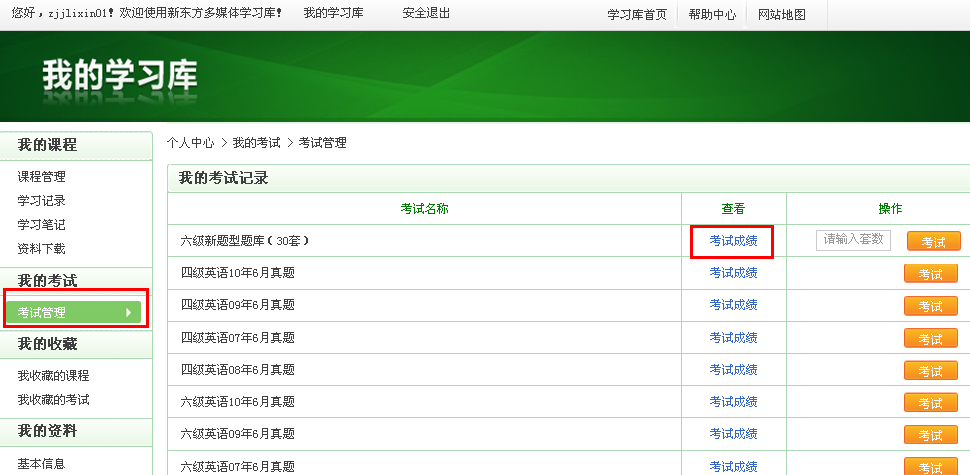 您好，zjjlixin01！欢迎使用新东方多媒体学习库！ 我的学习库 安全退出 学习库首页 帮助中心 网站地图
我的学习库
我的课程
课程管理
学习记录
学习笔记
资料下载
我的考试
考试管理
我的收藏
我收藏的课程
我收藏的考试
我的资料
基本信息
个人中心 > 我的考试 > 考试管理
我的考试记录
考试名称 查看 操作
六级新题型题库（30套） 考试成绩 请输入套数 考试
四级英语10年6月真题 考试成绩 考试
四级英语09年6月真题 考试成绩 考试
四级英语07年6月真题 考试成绩 考试
四级英语08年6月真题 考试成绩 考试
六级英语10年6月真题 考试成绩 考试
六级英语09年6月真题 考试成绩 考试
六级英语07年6月真题 考试成绩 考试